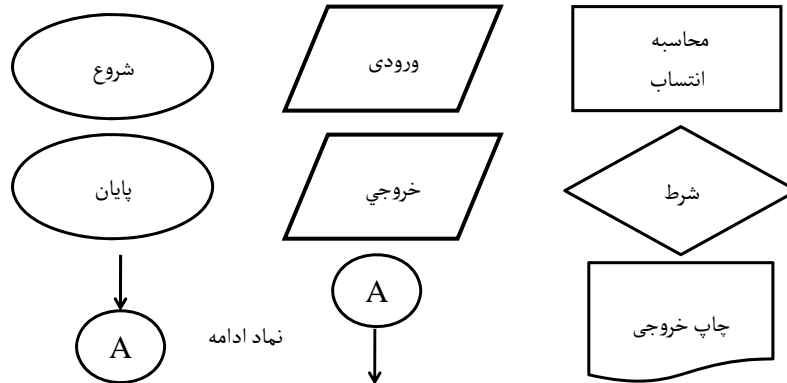 شروع
ورودی
محاسبه
انتساب
پایان
خروجي
شرط
A
نماد ادامه
A
چاپ خروجی